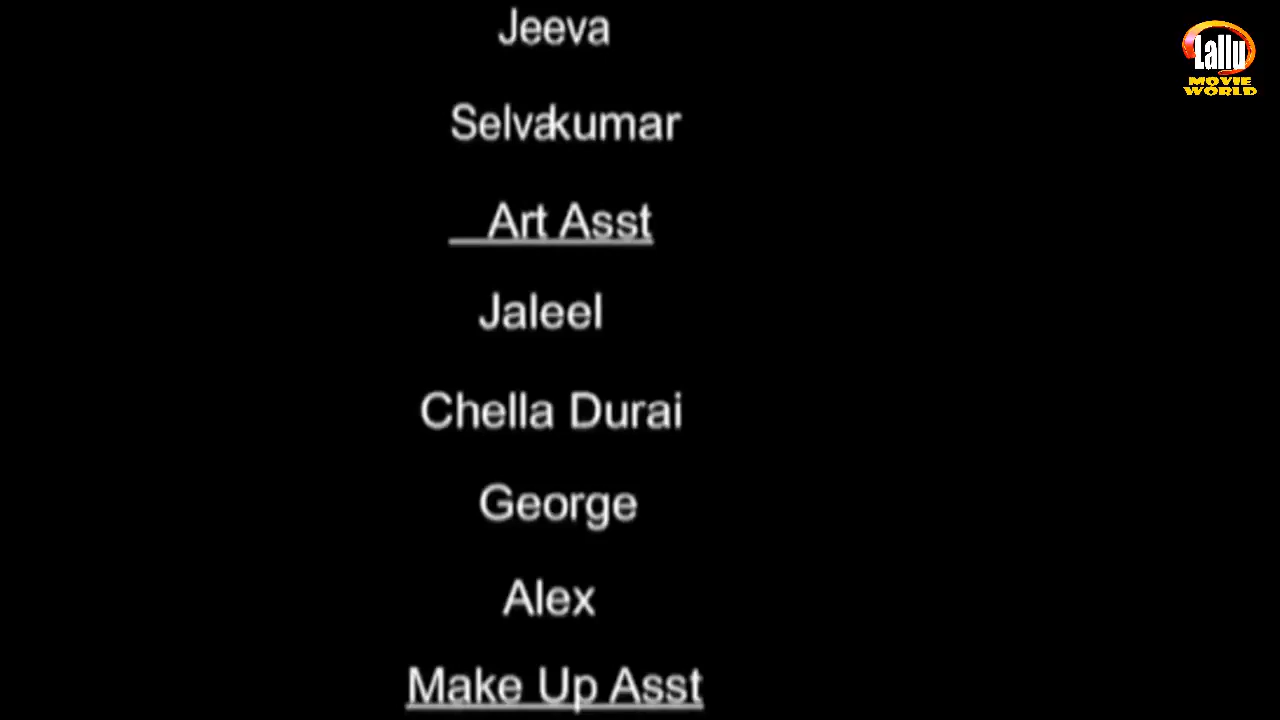 Jeeva
Lallu
MOVIE
WORLD
Selvakumar
Art Asst
Jaleel
Chella Durai
George
Alex
Make Up Asst